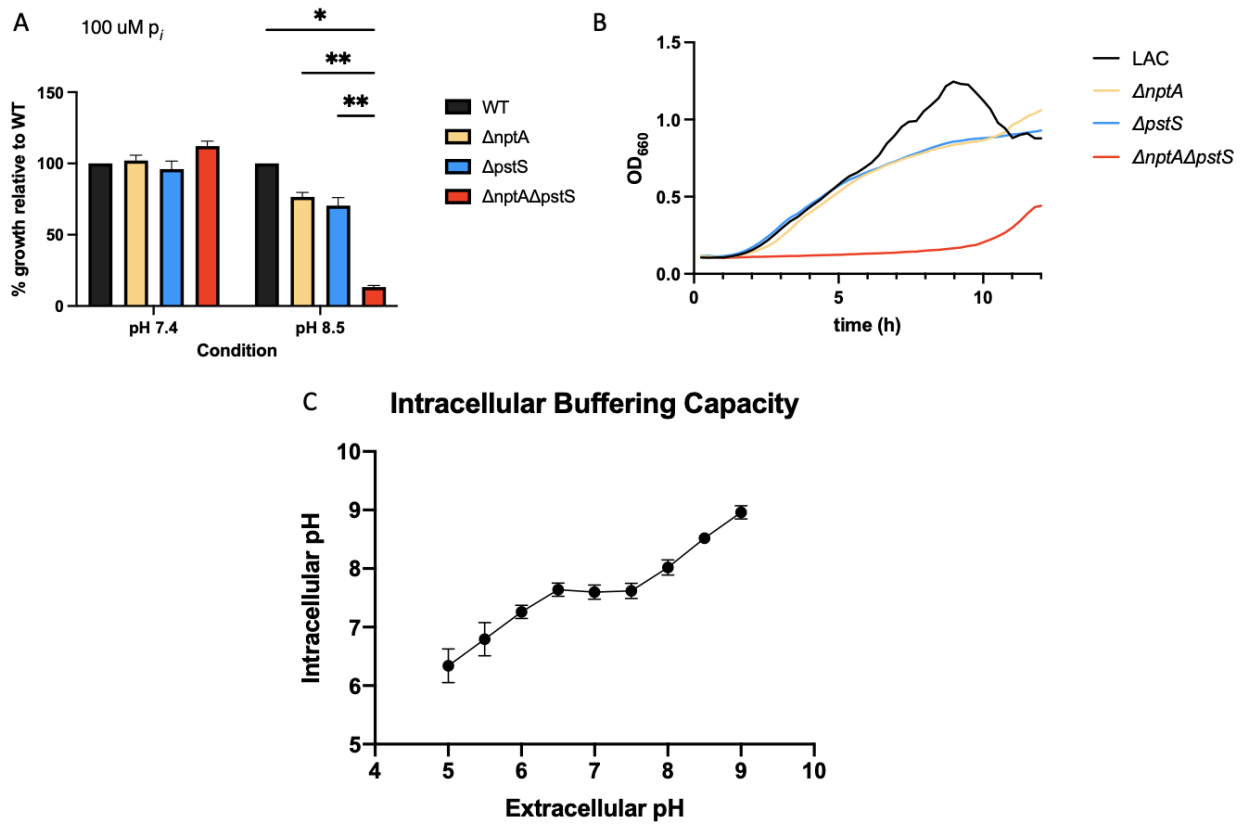 A
100 uM pi
*
**
**
150
100
50
0
% growth relative to WT
pH 7.4
pH 8.5
Condition
WT
ΔnptA
ΔpstS
ΔnptAΔpstS
B
1.5
1.0
0.5
0.0
OD660
0
5
10
time (h)
LAC
ΔnptA
ΔpstS
ΔnptAΔpstS
C
Intracellular Buffering Capacity
10
9
8
7
6
5
Intracellular pH
4
5
6
7
8
9
10
Extracellular pH